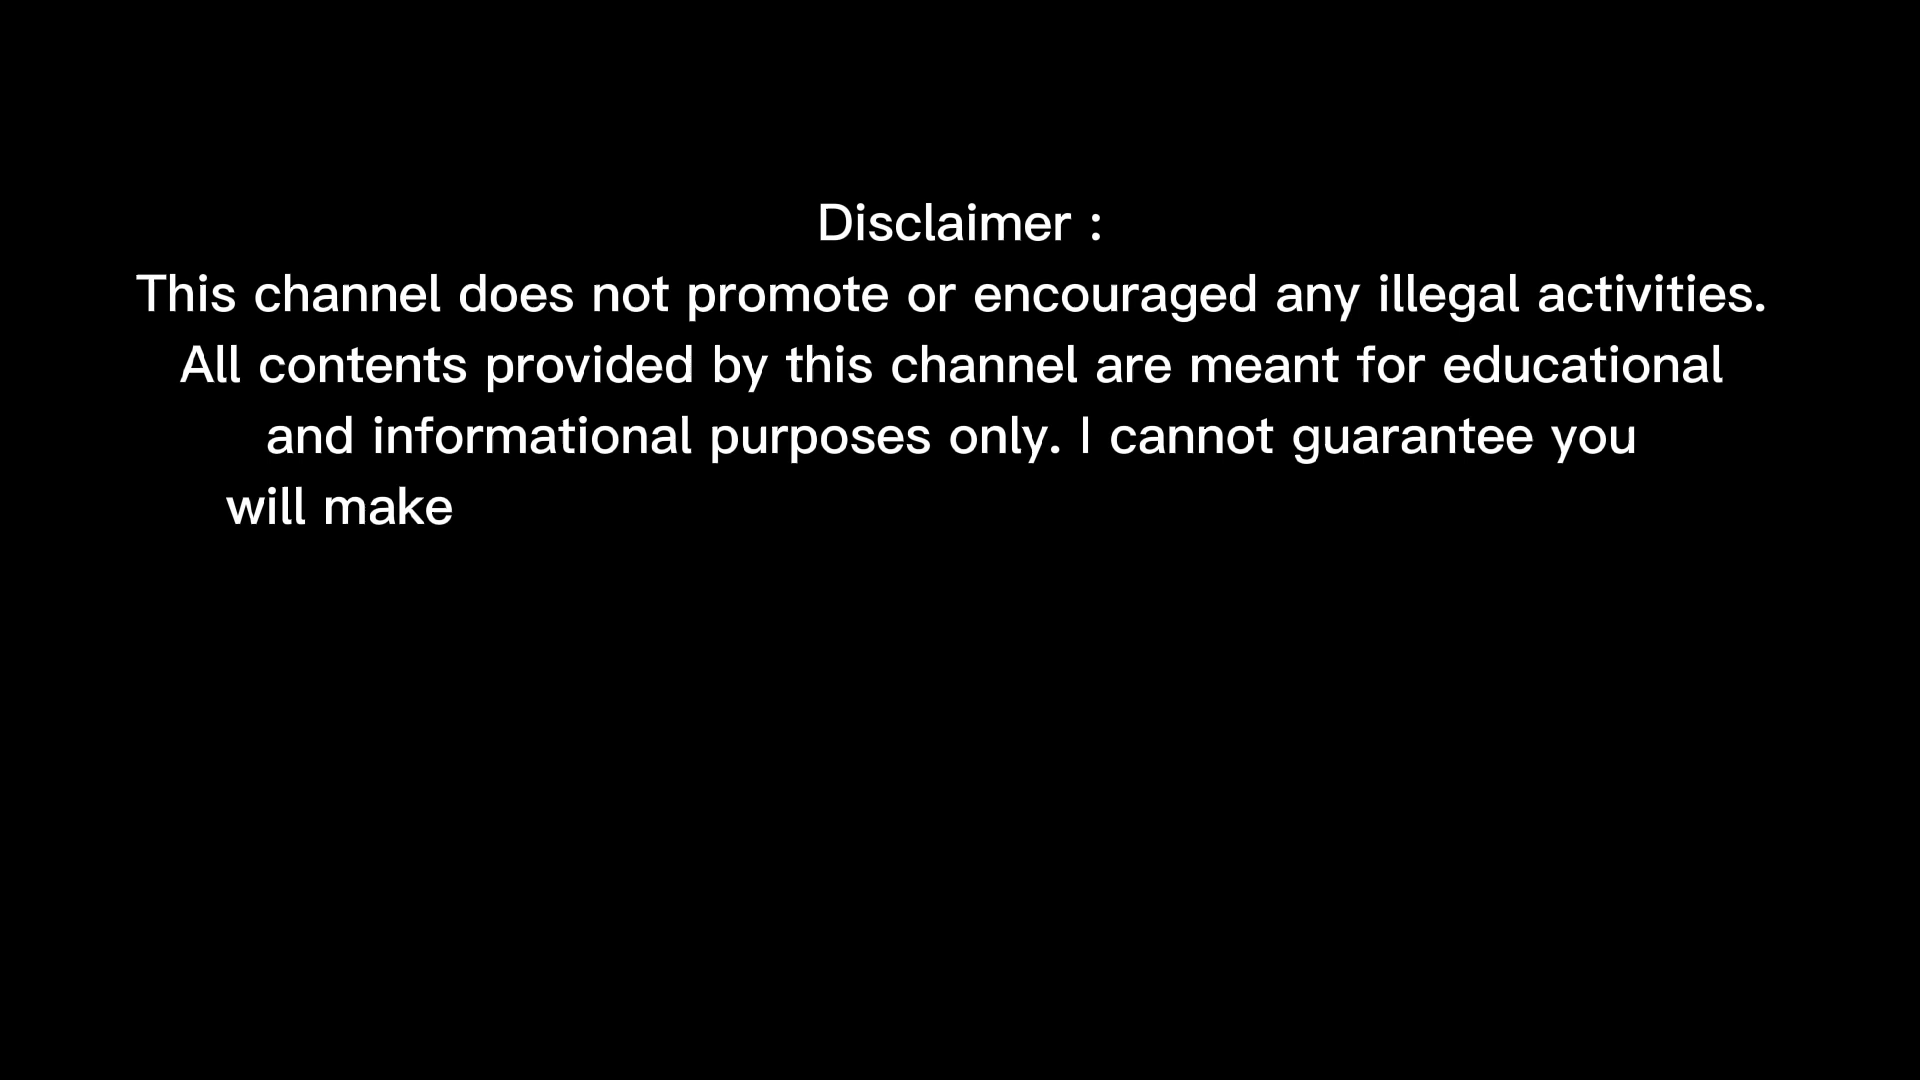 Disclaimer :
This channel does not promote or encouraged any illegal activities.
All contents provided by this channel are meant for educational
and informational purposes only. I cannot guarantee you
will make